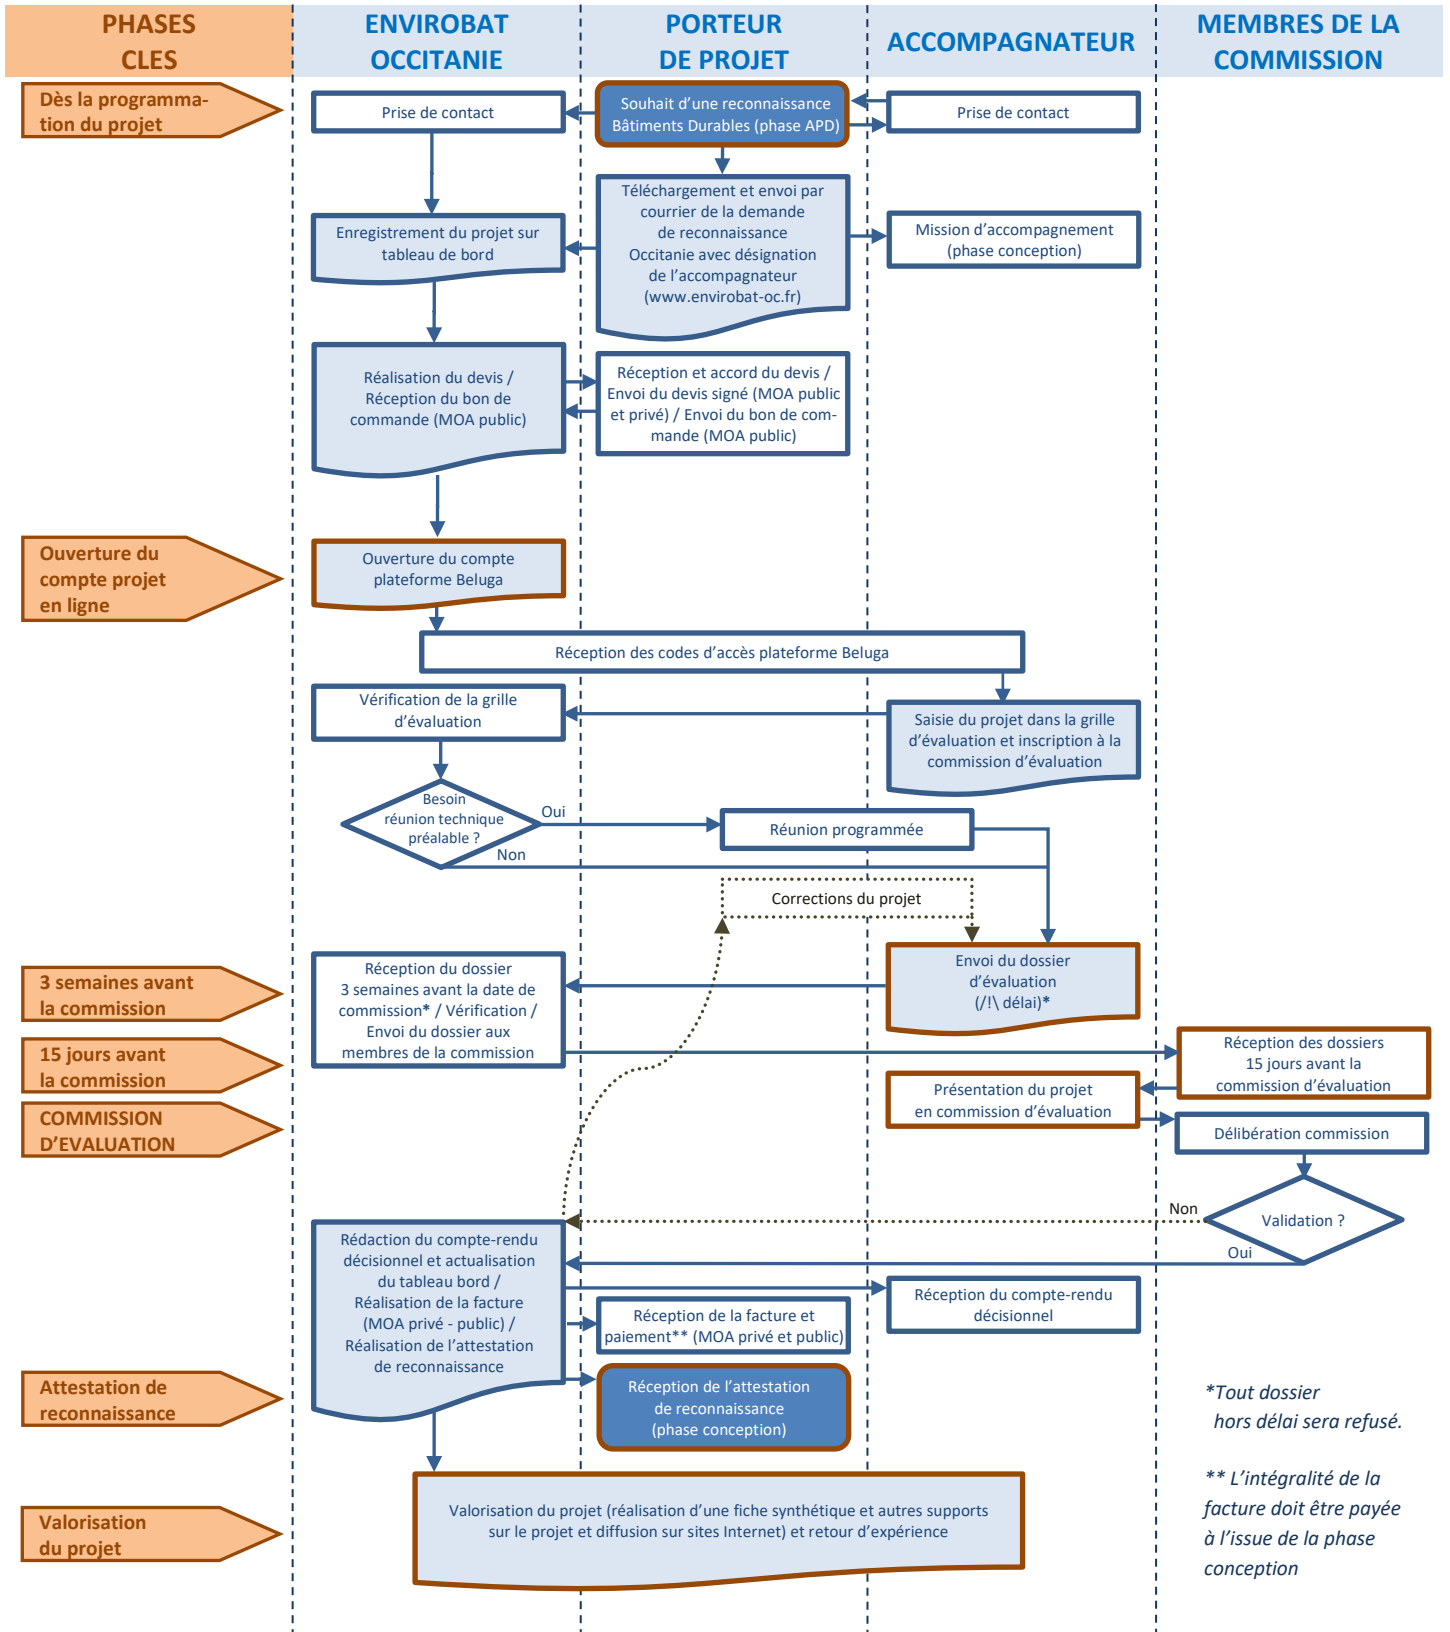 PHASES
CLES
ENVIROBAT
OCCITANIE
PORTEUR
DE PROJET
ACCOMPAGNATEUR
MEMBRES DE LA
COMMISSION
Dès la programma-
tion du projet
Prise de contact
Souhait d’une reconnaissance
Bâtiments Durables (phase APD)
Prise de contact
Téléchargement et envoi par
courrier de la demande
de reconnaissance
Occitanie avec désignation
de l’accompagnateur
(www.envirobat-oc.fr)
Enregistrement du projet sur
tableau de bord
Mission d’accompagnement
(phase conception)
Réalisation du devis /
Réception du bon de
commande (MOA public)
Réception et accord du devis /
Envoi du devis signé (MOA public
et privé) / Envoi du bon de com-
mande (MOA public)
Ouverture du
compte projet
en ligne
Ouverture du compte
plateforme Beluga
Réception des codes d’accès plateforme Beluga
Vérification de la grille
d’évaluation
Saisie du projet dans la grille
d’évaluation et inscription à la
commission d’évaluation
Besoin
réunion technique
préalable ?
Oui
Réunion programmée
Non
Corrections du projet
3 semaines avant
la commission
Réception du dossier
3 semaines avant la date de
commission* / Vérification /
Envoi du dossier aux
membres de la commission
Envoi du dossier
d’évaluation
(/!\ délai)*
15 jours avant
la commission
Réception des dossiers
15 jours avant la
commission d’évaluation
COMMISSION
D’EVALUATION
Présentation du projet
en commission d’évaluation
Délibération commission
Non
Validation ?
Oui
Rédaction du compte-rendu
décisionnel et actualisation
du tableau bord /
Réalisation de la facture
(MOA privé - public) /
Réalisation de l’attestation
de reconnaissance
Réception du compte-rendu
décisionnel
Réception de la facture et
paiement** (MOA privé et public)
Attestation de
reconnaissance
Réception de l’attestation
de reconnaissance
(phase conception)
*Tout dossier
hors délai sera refusé.
** L’intégralité de la
facture doit être payée
à l’issue de la phase
conception
Valorisation
du projet
Valorisation du projet (réalisation d’une fiche synthétique et autres supports
sur le projet et diffusion sur sites Internet) et retour d’expérience